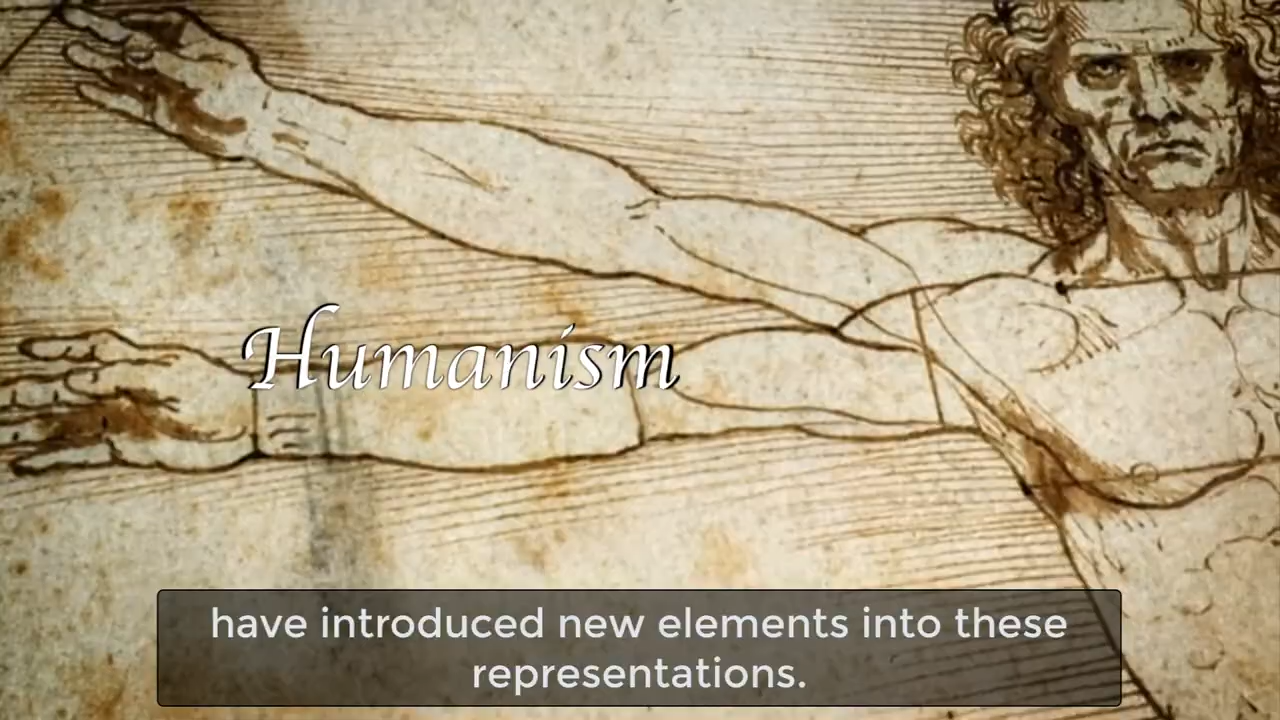 Humanism
have introduced new elements into these
representations.